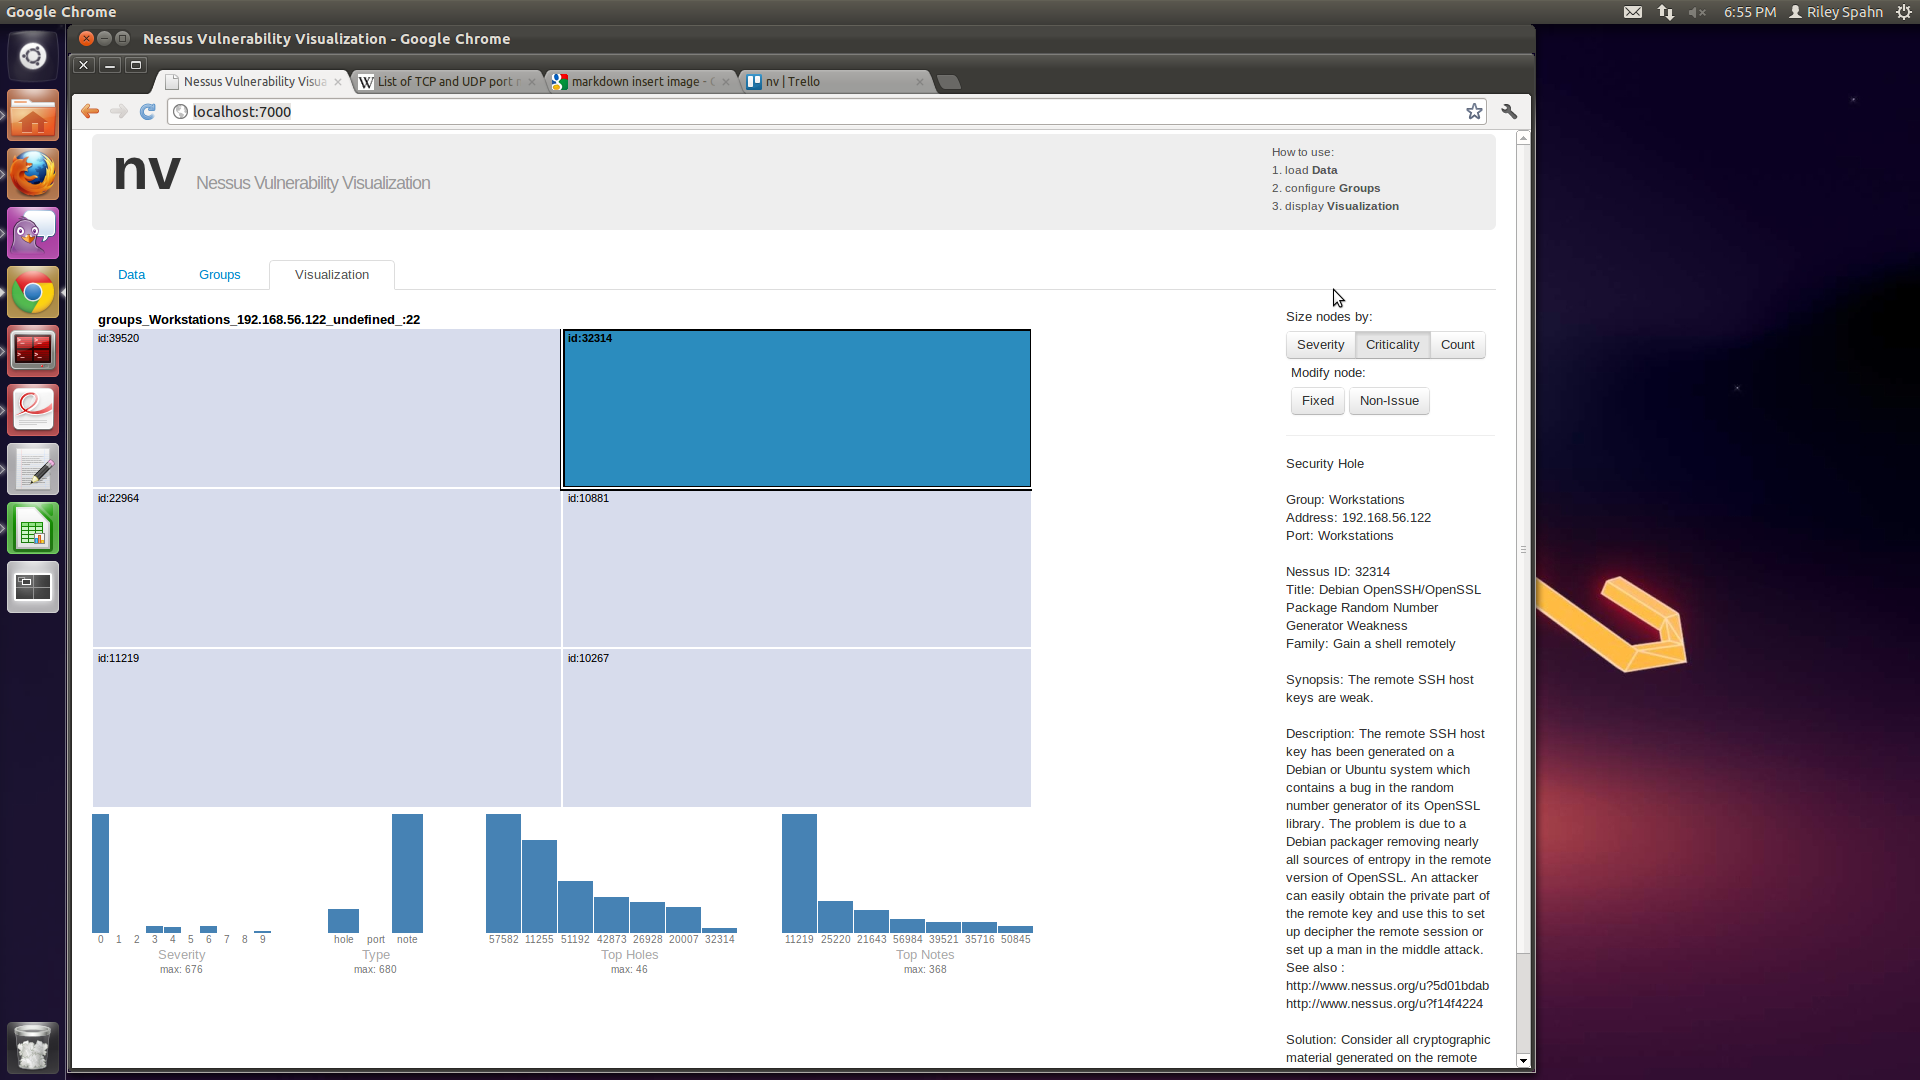 Google Chrome
6:55 PM Riley Spahn
Nessus Vulnerability Visualization - Google Chrome
Nessus Vulnerability Visua
List of TCP and UDP port
markdown insert image -
nv | Trello
localhost:7000
nv Nessus Vulnerability Visualization
How to use:
1. load Data
2. configure Groups
3. display Visualization
Data Groups Visualization
groups_Workstations_192.168.56.122_undefined_:22
id:39520
id:32314
id:22964
id:10881
id:11219
id:10267
0 1 2 3 4 5 6 7 8 9
Severity
max: 676
hole port note
Type
max: 680
57582 11255 51192 42873 26928 20007 32314
Top Holes
max: 46
11219 25220 21643 56984 39521 35716 50845
Top Notes
max: 368
Size nodes by:
Severity Criticality Count
Modify node:
Fixed Non-Issue
Security Hole
Group: Workstations
Address: 192.168.56.122
Port: Workstations
Nessus ID: 32314
Title: Debian OpenSSH/OpenSSL
Package Random Number
Generator Weakness
Family: Gain a shell remotely
Synopsis: The remote SSH host
keys are weak.
Description: The remote SSH host
key has been generated on a
Debian or Ubuntu system which
contains a bug in the random
number generator of its OpenSSL
library. The problem is due to a
Debian packager removing nearly
all sources of entropy in the remote
version of OpenSSL. An attacker
can easily obtain the private part of
the remote key and use this to set
up decipher the remote session or
set up a man in the middle attack.
See also :
http://www.nessus.org/u?5d01bdab
http://www.nessus.org/u?f14f4224
Solution: Consider all cryptographic
material generated on the remote